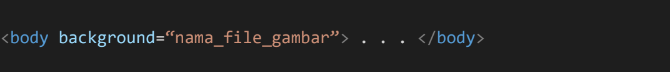 <body background=“nama_file_gambar”> . . . </body>